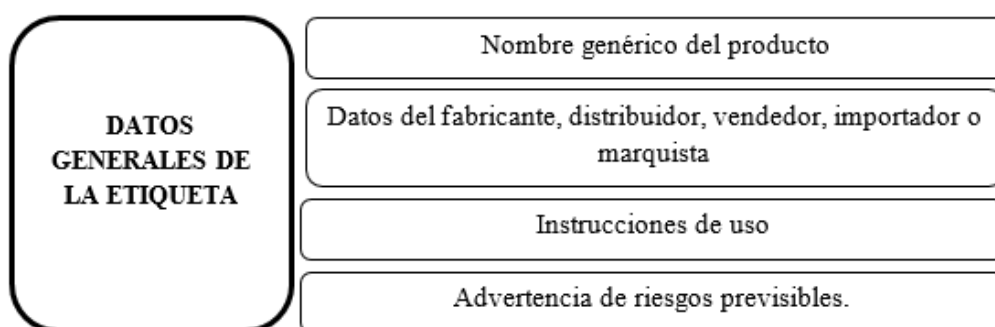 DATOS
GENERALES DE
LA ETIQUETA
Nombre genérico del producto
Datos del fabricante, distribuidor, vendedor, importador o
marquista
Instrucciones de uso
Advertencia de riesgos previsibles.